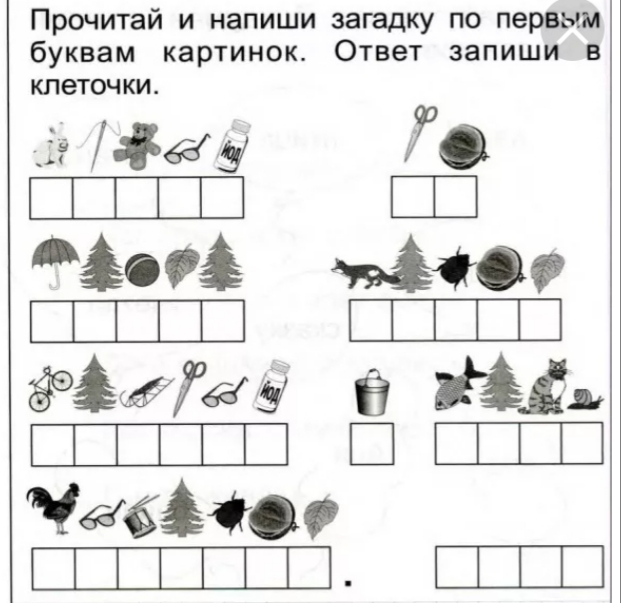 Прочитай и напиши загадку по первым
буквам картинок. Ответ запиши в
клеточки.
йод
йод
.